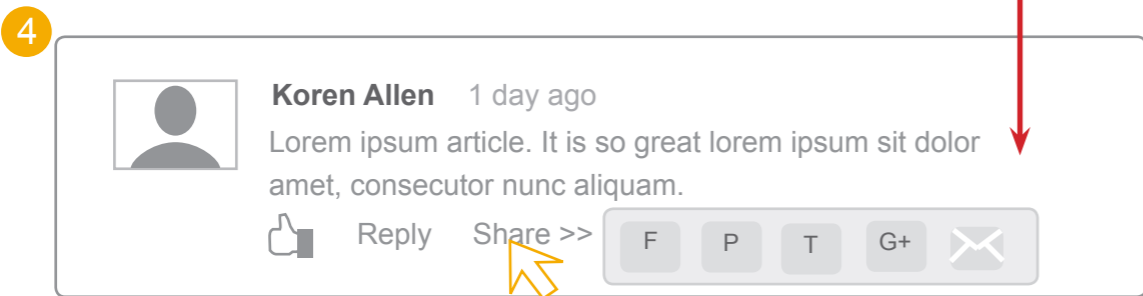 4
Koren Allen 1 day ago
Lorem ipsum article. It is so great lorem ipsum sit dolor
amet, consecutor nunc aliquam.
Reply Share >> F P T G+